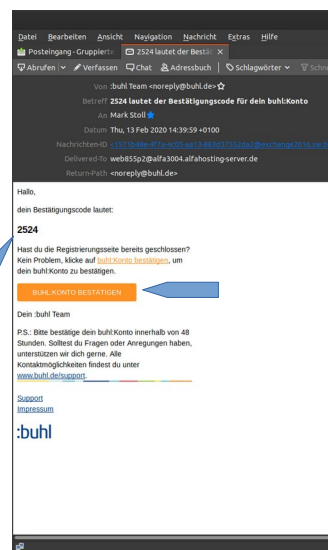 Datei Bearbeiten Ansicht Navigation Nachricht Extras Hilfe
Posteingang - Gruppierte 2524 lautet der Bestät
Abrufen Verfassen Chat Adressbuch Schlagwörter
Von :buhl Team <noreply@buhl.de>
Betreff 2524 lautet der Bestätigungscode für dein buhl:Konto
An Mark Stoll
Datum Thu, 13 Feb 2020 14:39:59 +0100
Nachrichten-ID
Delivered-To web855p2@alfa3004.alfahosting-server.de
Return-Path <noreply@buhl.de>
Hallo,
dein Bestätigungscode lautet:
2524
Hast du die Registrierungsseite bereits geschlossen?
Kein Problem, klicke auf buhl:Konto bestätigen, um
dein buhl:Konto zu bestätigen.
BUHL:KONTO BESTÄTIGEN
Dein :buhl Team
P.S.: Bitte bestätige dein buhl:Konto innerhalb von 48
Stunden. Solltest du Fragen oder Anregungen haben,
unterstützen wir dich gerne. Alle
Kontaktmöglichkeiten findest du unter
www.buhl.de/support.
Support
Impressum
:buhl